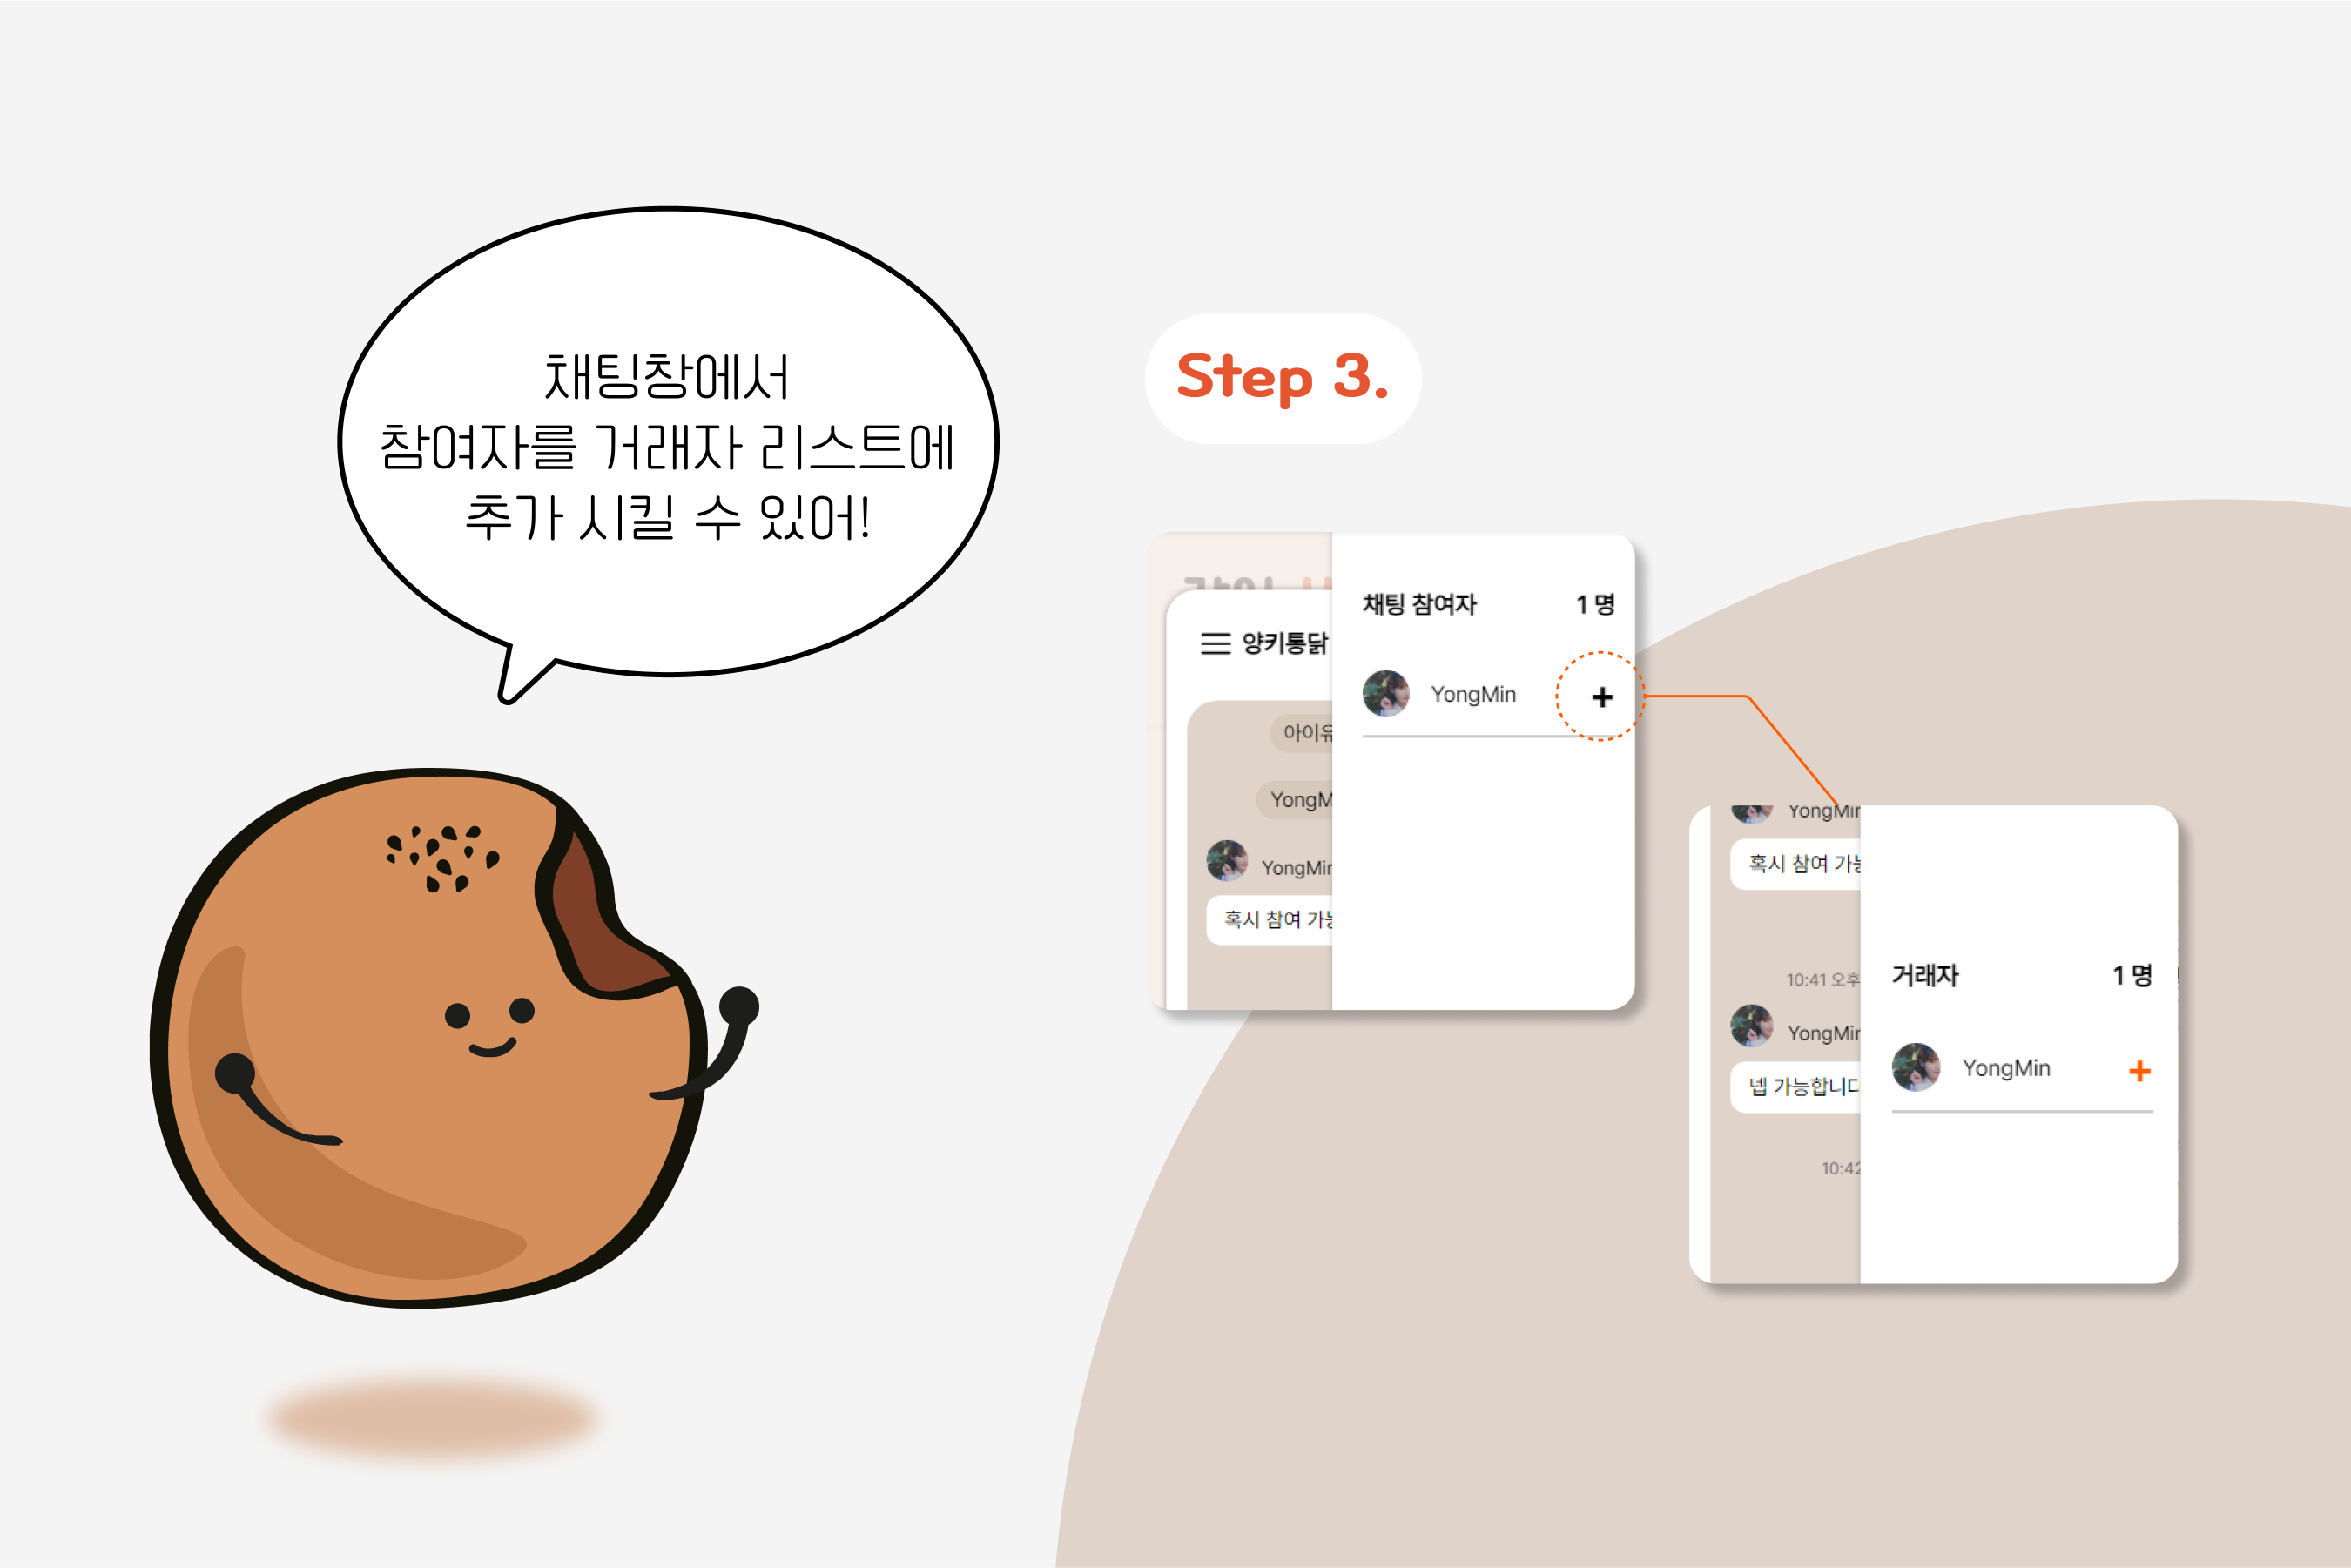 채팅창에서
참여자를 거래자 리스트에
추가 시킬 수 있어!
Step 3.
양키통닭
아이유
YongM
YongMin
혹시 참여 가능
채팅 참여자 1 명
YongMin +
YongMin
혹시 참여 가능
10:41 오후
YongMin
넵 가능합니다
10:42
거래자 1 명
YongMin +